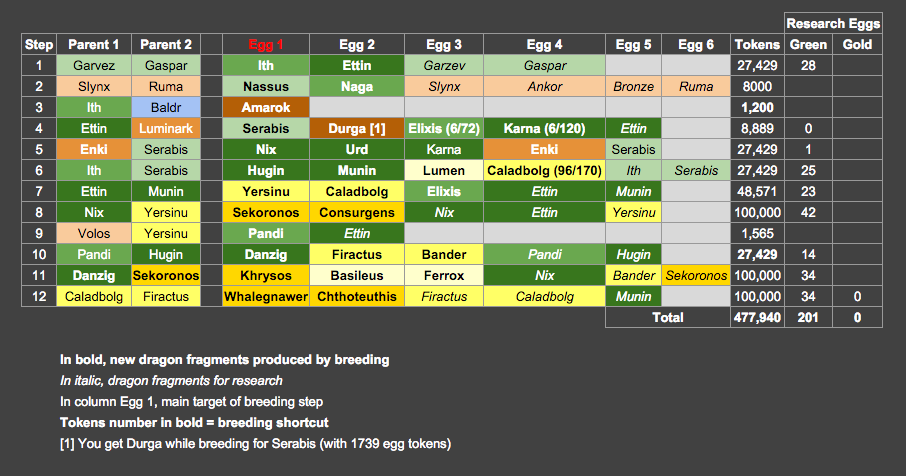 Research Eggs
Step Parent 1 Parent 2 Egg 1 Egg 2 Egg 3 Egg 4 Egg 5 Egg 6 Tokens Green Gold
1 Garvez Gaspar Ith Ettin Garzev Gaspar 27,429 28
2 Slynx Ruma Nassus Naga Slynx Ankor Bronze Ruma 8000
3 Ith Baldr Amarok 1,200
4 Ettin Luminark Serabis Durga [1] Elixis (6/72) Karna (6/120) Ettin 8,889 0
5 Enki Serabis Nix Urd Karna Enki Serabis 27,429 1
6 Ith Serabis Hugin Munin Lumen Caladbolg (96/170) Ith Serabis 27,429 25
7 Ettin Munin Yersinu Caladbolg Elixis Ettin Munin 48,571 23
8 Nix Yersinu Sekoronos Consurgens Nix Ettin Yersinu 100,000 42
9 Volos Yersinu Pandi Ettin 1,565
10 Pandi Hugin Danzig Firactus Bander Pandi Hugin 27,429 14
11 Danzig Sekoronos Khrysos Basileus Ferrox Nix Bander Sekoronos 100,000 34
12 Caladbolg Firactus Whalegnawer Chthoteuthis Firactus Caladbolg Munin 100,000 34 0
Total 477,940 201 0
In bold, new dragon fragments produced by breeding
In italic, dragon fragments for research
In column Egg 1, main target of breeding step
Tokens number in bold = breeding shortcut
[1] You get Durga while breeding for Serabis (with 1739 egg tokens)